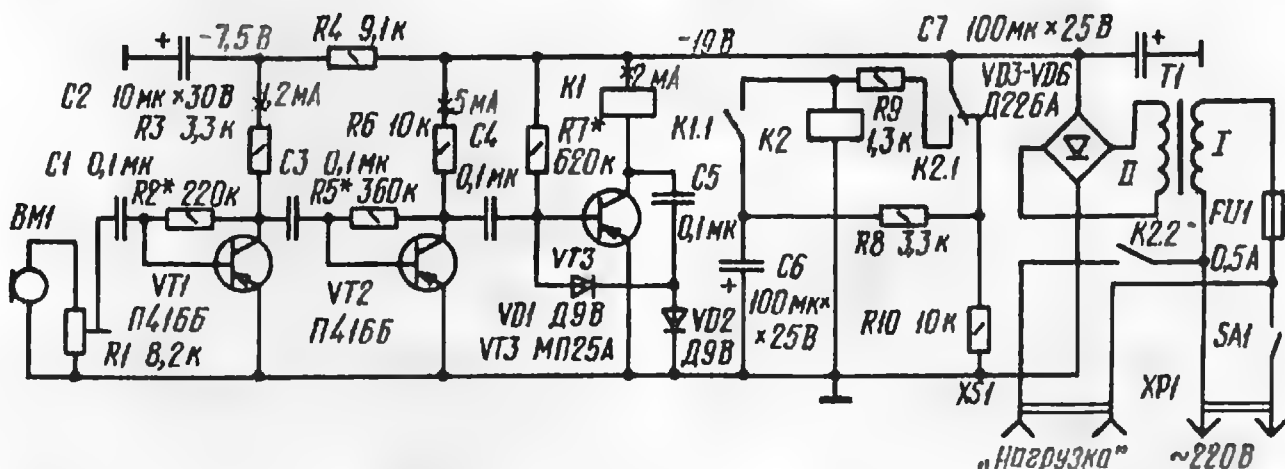 C7 100мк×25В
R4 9,1к
+
-7,5В
-19В
+
C2 10мк×30В
1,2мА
5мА
K1
2мА
VD3-VD6
Д226А
T1
R3 3,3к
R6 10к
C4
R7*
620к
K1.1
K2
R9
1,3к
K2.1
II
I
C1 0,1мк
C3 0,1мк
0,1мк
C5
0,1мк
FU1
0,5А
R2* 220к
R5* 360к
BM1
R8 3,3к
K2.2
VT1
П416Б
VT2
П416Б
VT3
C6
+
100мк×
×25В
R1 8,2к
VD1 Д9В
VT3 МП25А
VD2
Д9В
R10 10к
SA1
XS1
XP1
„Нагрузка"
~220В